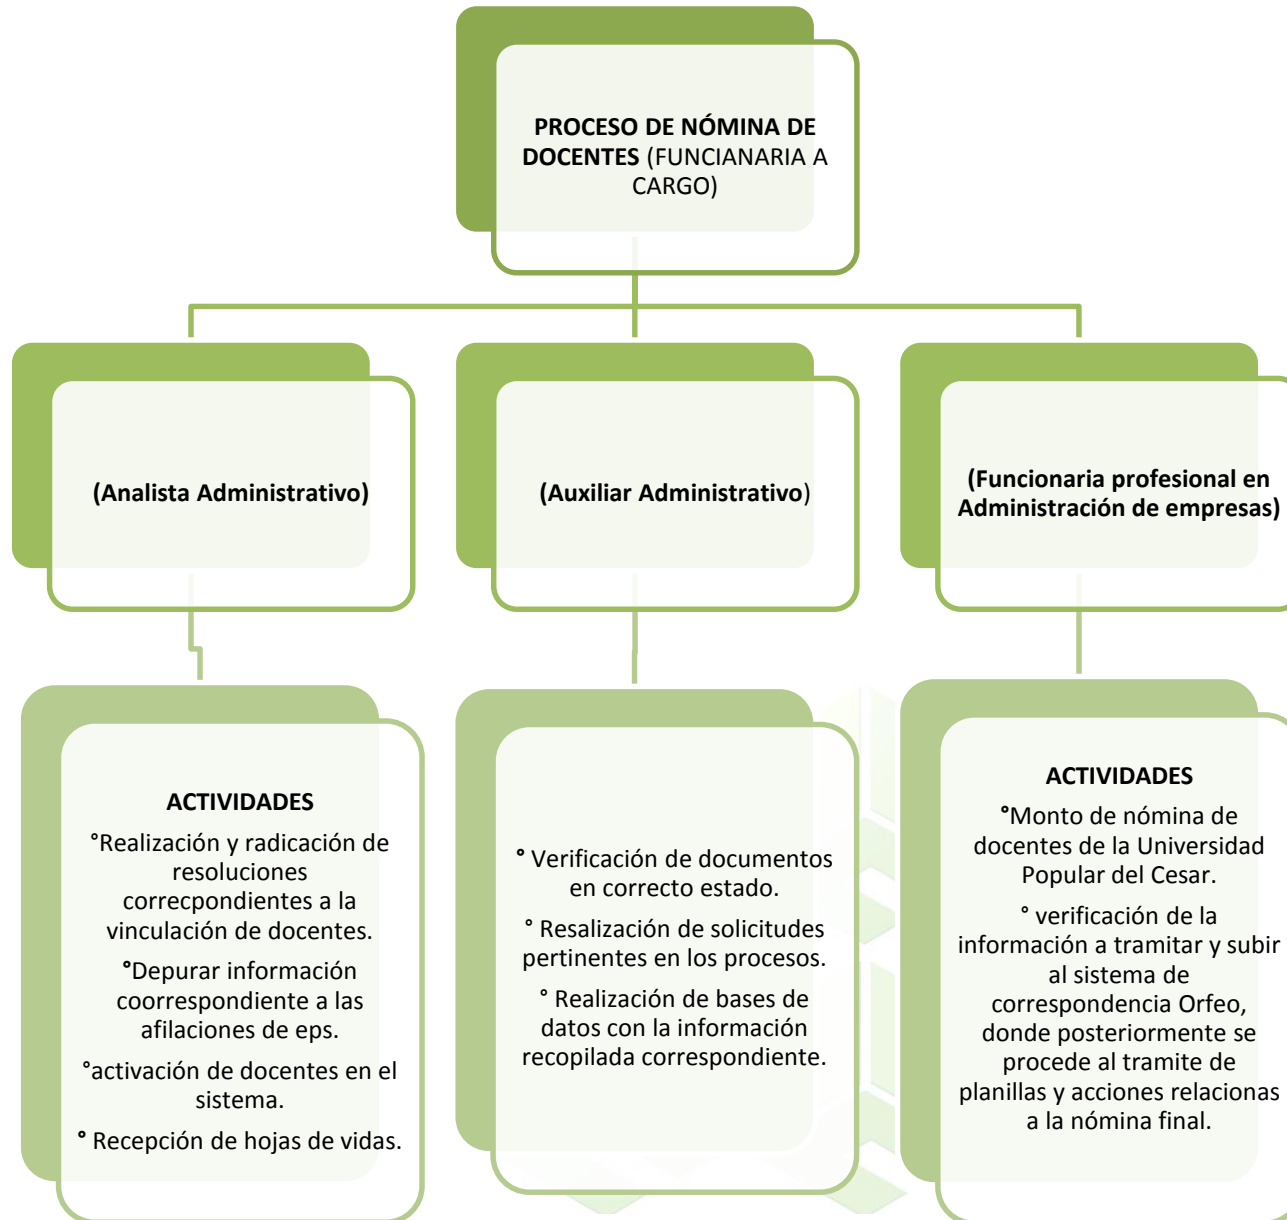 PROCESO DE NÓMINA DE
DOCENTES (FUNCIANARIA A
CARGO)
(Analista Administrativo)
(Auxiliar Administrativo)
(Funcionaria profesional en
Administración de empresas)
ACTIVIDADES
°Realización y radicación de
resoluciones
correcpondientes a la
vinculación de docentes.
°Depurar información
coorrespondiente a las
afilaciones de eps.
°activación de docentes en el
sistema.
° Recepción de hojas de vidas.
° Verificación de documentos
en correcto estado.
° Resalización de solicitudes
pertinentes en los procesos.
° Realización de bases de
datos con la información
recopilada correspondiente.
ACTIVIDADES
°Monto de nómina de
docentes de la Universidad
Popular del Cesar.
° verificación de la
información a tramitar y subir
al sistema de
correspondencia Orfeo,
donde posteriormente se
procede al tramite de
planillas y acciones relacionas
a la nómina final.